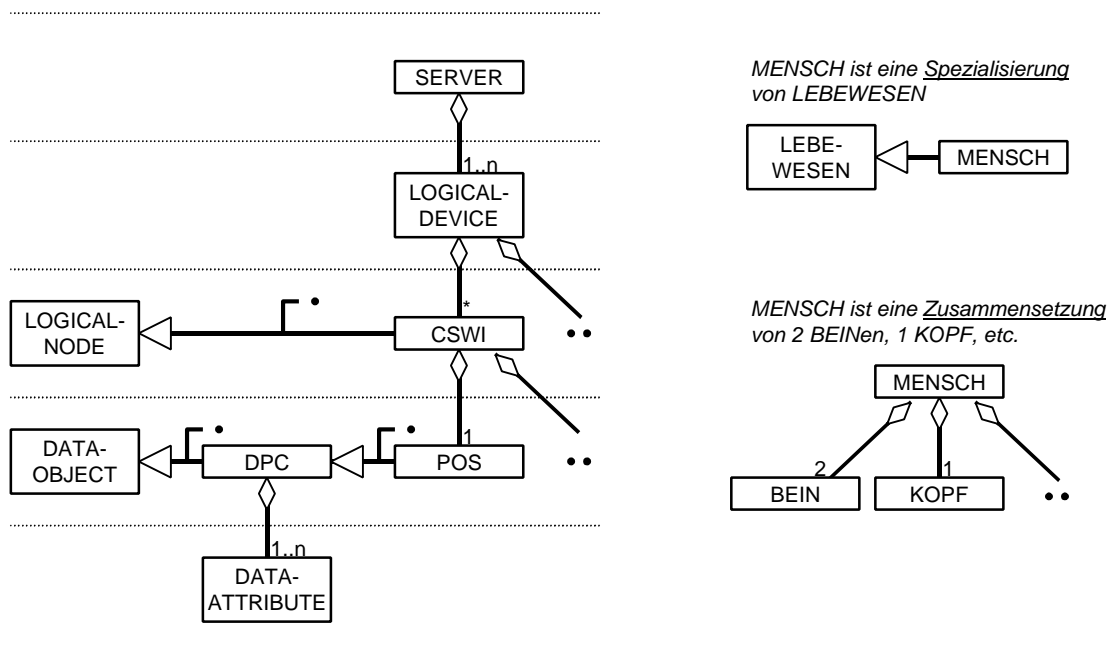 SERVER
1..n
LOGICAL-
DEVICE
*
LOGICAL-
NODE
CSWI
1
DATA-
OBJECT
DPC
POS
1..n
DATA-
ATTRIBUTE
MENSCH ist eine Spezialisierung
von LEBEWESEN
LEBE-
WESEN
MENSCH
MENSCH ist eine Zusammensetzung
von 2 BEINen, 1 KOPF, etc.
MENSCH
2
1
BEIN
KOPF